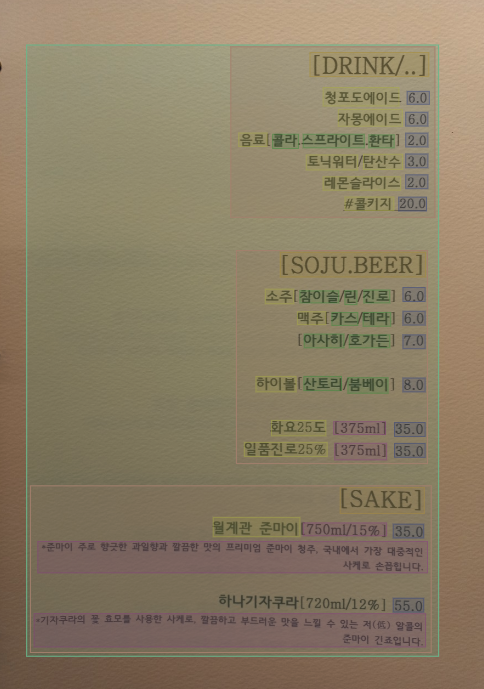 [DRINK/..]
청포도에이드 6.0
자몽에이드 6.0
음료[콜라.스프라이트.환타] 2.0
토닉워터/탄산수 3.0
레몬슬라이스 2.0
#콜키지 20.0
[SOJU.BEER]
소주[참이슬/린/진로] 6.0
맥주[카스/테라] 6.0
[아사히/호가든] 7.0
하이볼[산토리/봄베이] 8.0
화요25도 [375ml] 35.0
일품진로25% [375ml] 35.0
[SAKE]
월계관 준마이[750ml/15%] 35.0
*준마이 주로 향긋한 과일향과 깔끔한 맛의 프리미엄 준마이 청주, 국내에서 가장 대중적인
사케로 손꼽힙니다.
하나기자쿠라[720ml/12%] 55.0
*기자쿠라의 꽃 효모를 사용한 사케로, 깔끔하고 부드러운 맛을 느낄 수 있는 저(低) 알콜의
준마이 긴죠입니다.